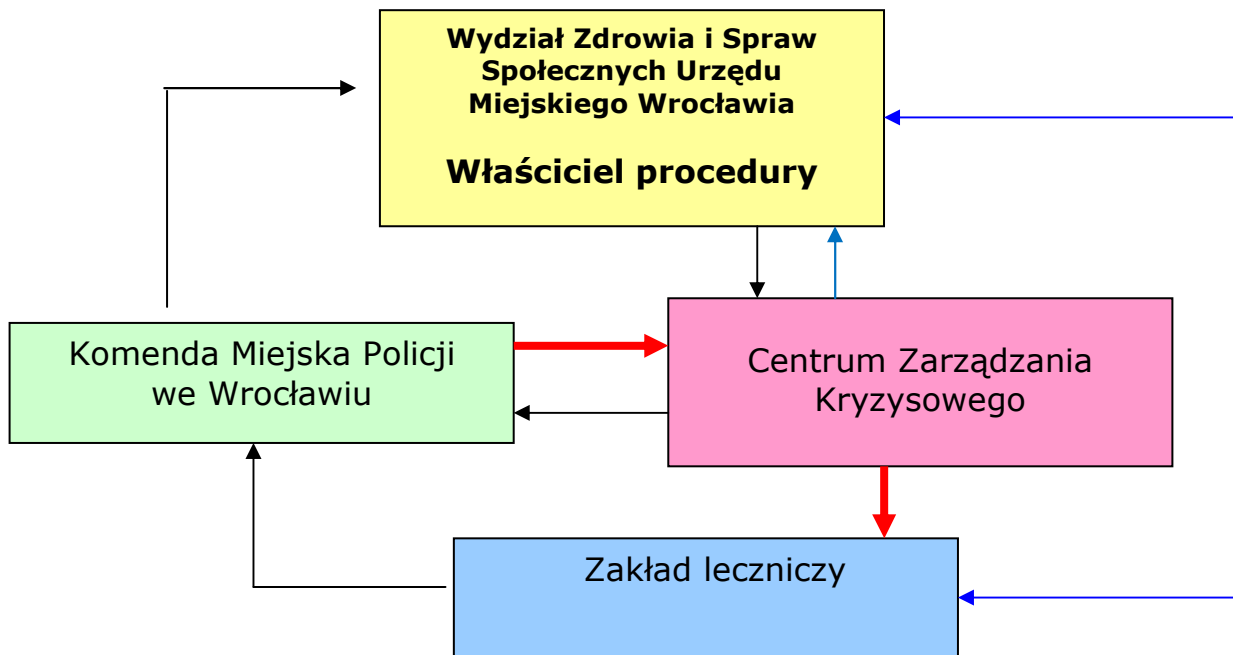 Wydział Zdrowia i Spraw
Społecznych Urzędu
Miejskiego Wrocławia
Właściciel procedury
Komenda Miejska Policji
we Wrocławiu
Centrum Zarządzania
Kryzysowego
Zakład leczniczy